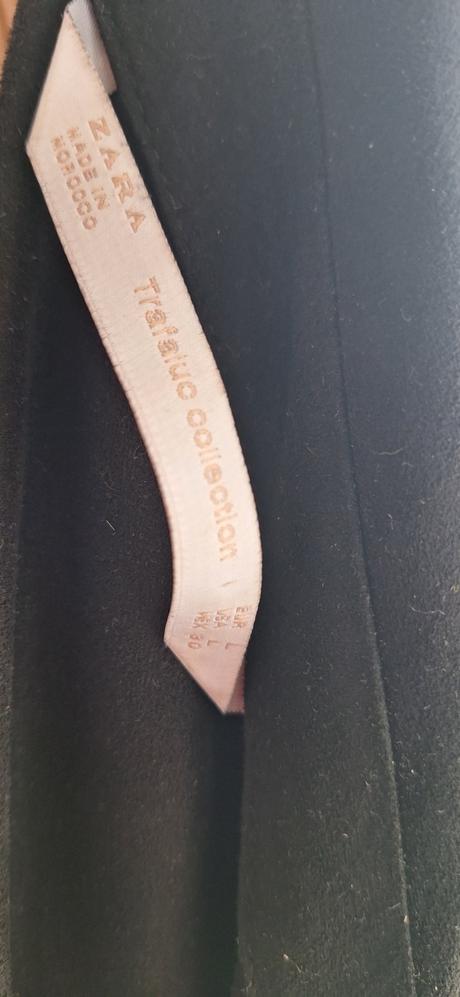 ZARA
MADE IN
MOROCCO
Trafaluc collection
EUR L
USA L
MEX 30